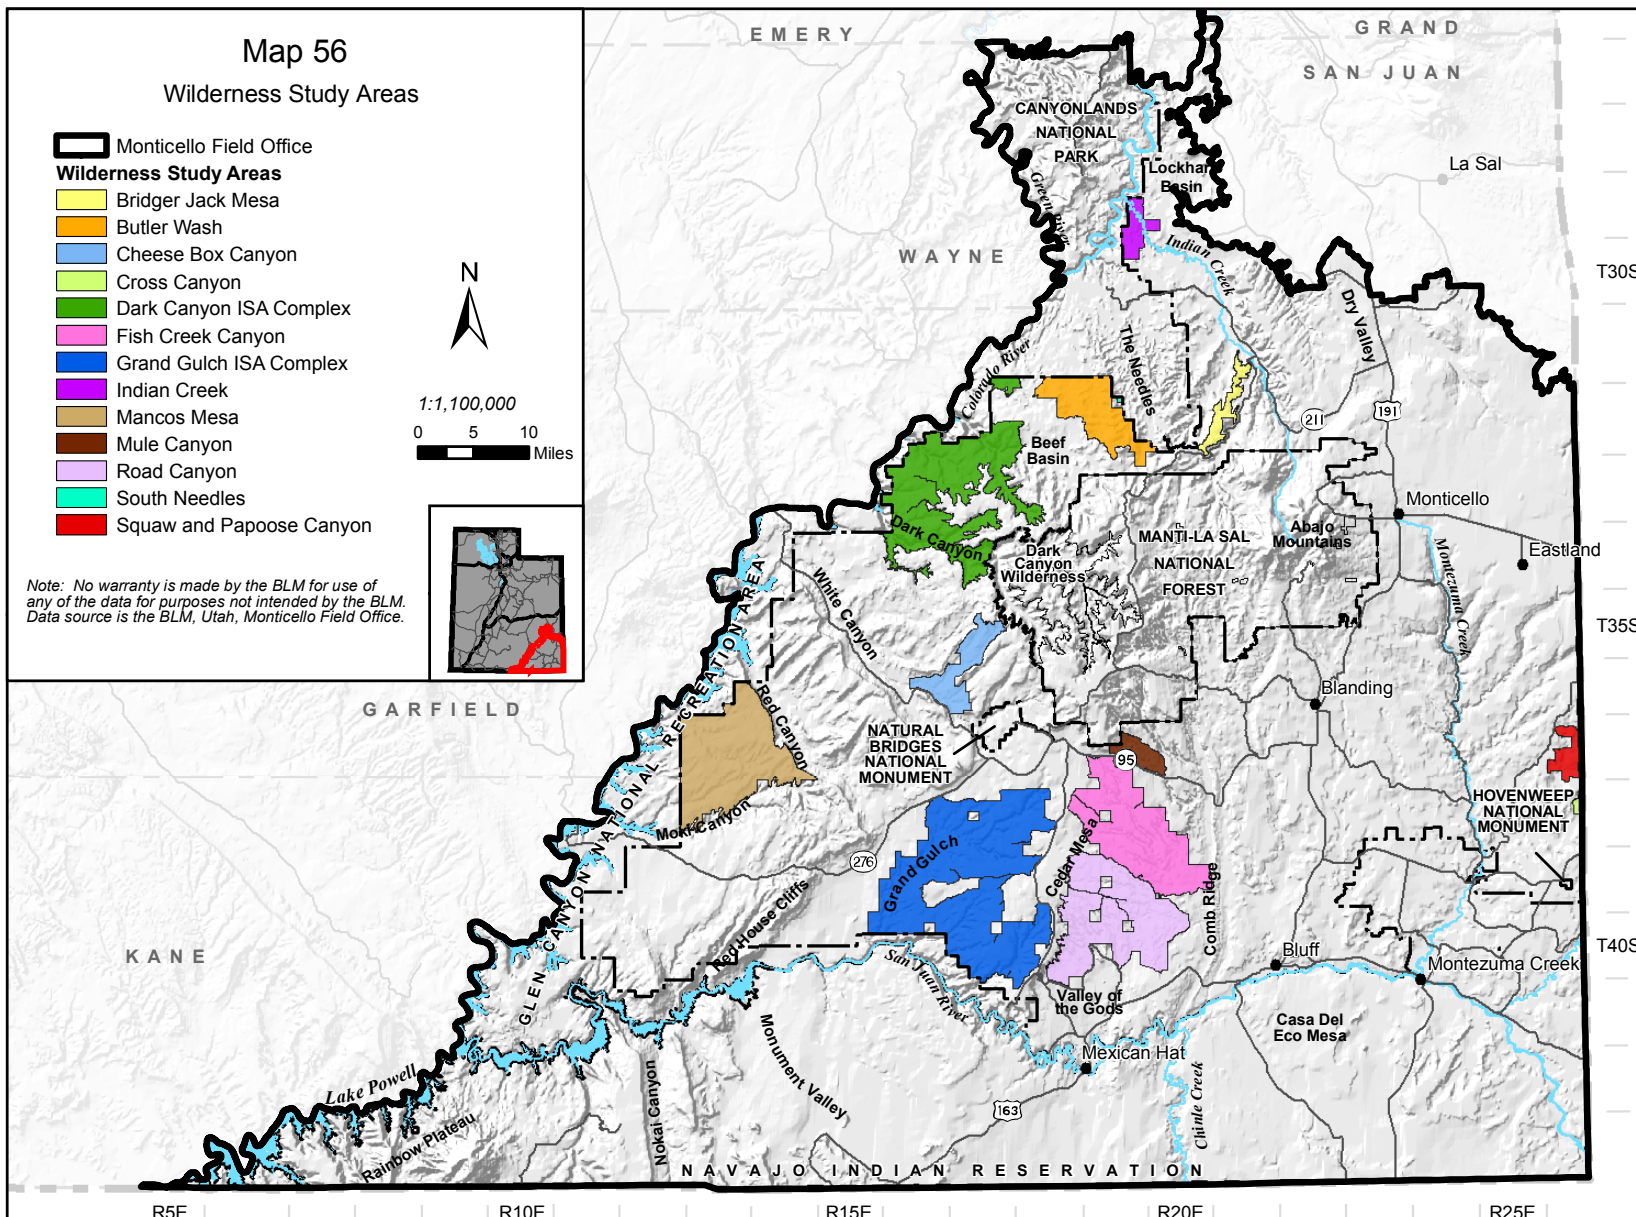 Map 56
Wilderness Study Areas
Monticello Field Office
Wilderness Study Areas
Bridger Jack Mesa
Butler Wash
Cheese Box Canyon
Cross Canyon
Dark Canyon ISA Complex
Fish Creek Canyon
Grand Gulch ISA Complex
Indian Creek
Mancos Mesa
Mule Canyon
Road Canyon
South Needles
Squaw and Papoose Canyon
N
1:1,100,000
0 5 10
Miles
Note: No warranty is made by the BLM for use of
any of the data for purposes not intended by the BLM.
Data source is the BLM, Utah, Monticello Field Office.
EMERY
GRAND
SAN JUAN
WAYNE
GARFIELD
KANE
CANYONLANDS
NATIONAL
PARK
Lockhart
Basin
La Sal
Green River
Indian Creek
T30S
Dry Valley
The Needles
Colorado River
191
211
Beef
Basin
Monticello
Dark Canyon
Dark
Canyon
Wilderness
MANTI-LA SAL
NATIONAL
FOREST
Abajo
Mountains
Eastland
Montezuma Creek
White Canyon
T35S
Blanding
Red Canyon
NATURAL
BRIDGES
NATIONAL
MONUMENT
95
HOVENWEEP
NATIONAL
MONUMENT
Moki Canyon
276
Grand Gulch
Cedar Mesa
Comb Ridge
GLEN CANYON NATIONAL RECREATION AREA
Red House Cliffs
T40S
Bluff
Montezuma Creek
San Juan River
Valley of
the Gods
Casa Del
Eco Mesa
Monument Valley
Mexican Hat
Lake Powell
Rainbow Plateau
Nokai Canyon
163
Chinle Creek
NAVAJO INDIAN RESERVATION
R5E
R10E
R15E
R20E
R25E